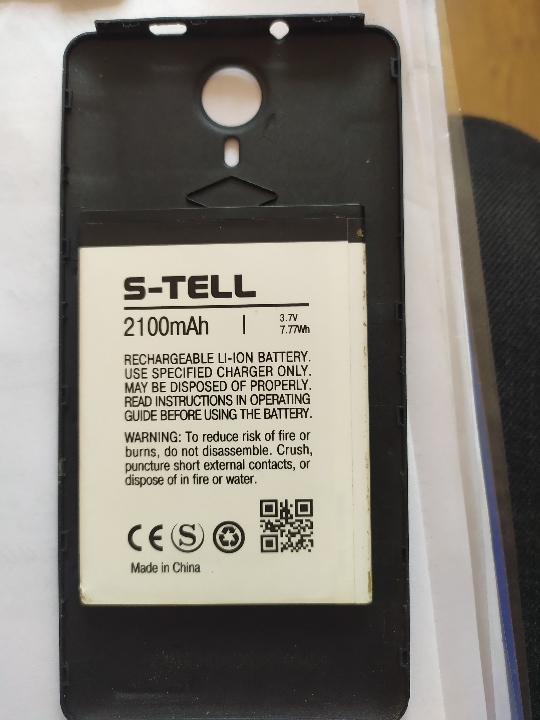 S-TELL
2100mAh | 3.7V
7.77Wh
RECHARGEABLE LI-ION BATTERY.
USE SPECIFIED CHARGER ONLY.
MAY BE DISPOSED OF PROPERLY.
READ INSTRUCTIONS IN OPERATING
GUIDE BEFORE USING THE BATTERY.
WARNING: To reduce risk of fire or
burns, do not disassemble. Crush,
puncture short external contacts, or
dispose of in fire or water.
CE S
Made in China